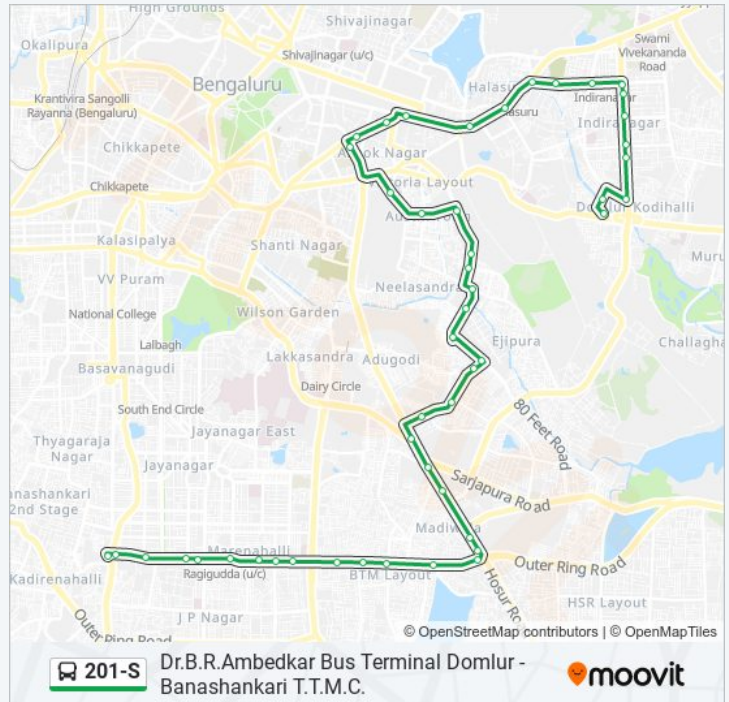 High Grounds
Shivajinagar
Okalipura
Shivajinagar (u/c)
Swami
Vivekananda
Road
Bengaluru
Halasuru
Krantivira Sangolli
Rayanna (Bengaluru)
Indiranagar
Indiranagar
Chikkapete
Ashok Nagar
Chikkapete
Victoria Layout
Domlur Kodihalli
Kalasipalya
Shanti Nagar
VV Puram
Neelasandra
National College
Wilson Garden
Lalbagh
Ejipura
Challagha
Lakkasandra
Adugodi
Basavanagudi
Dairy Circle
South End Circle
80 Feet Road
Jayanagar East
Thyagaraja
Nagar
Jayanagar
Sarjapura Road
anashankari
2nd Stage
Madiwala
Marenahalli
Kadirenahalli
Ragigudda (u/c)
BTM Layout
Outer Ring Road
Hosur Ro
HSR Layout
J P Nagar
Outer Ring Road
© OpenStreetMap contributors | © OpenMapTiles
201-S
Dr.B.R.Ambedkar Bus Terminal Domlur -
Banashankari T.T.M.C.
moovit